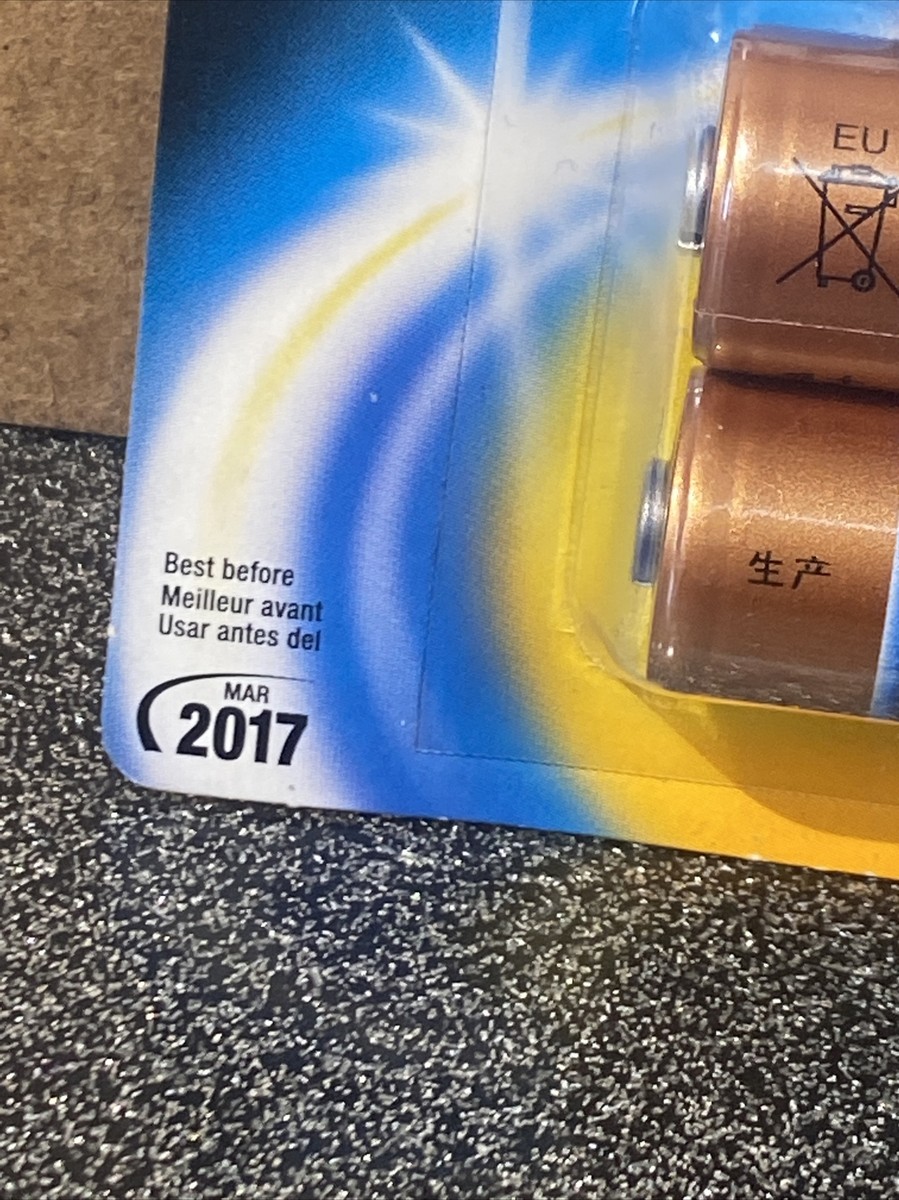 EU
生产
Best before
Meilleur avant
Usar antes del
MAR
2017